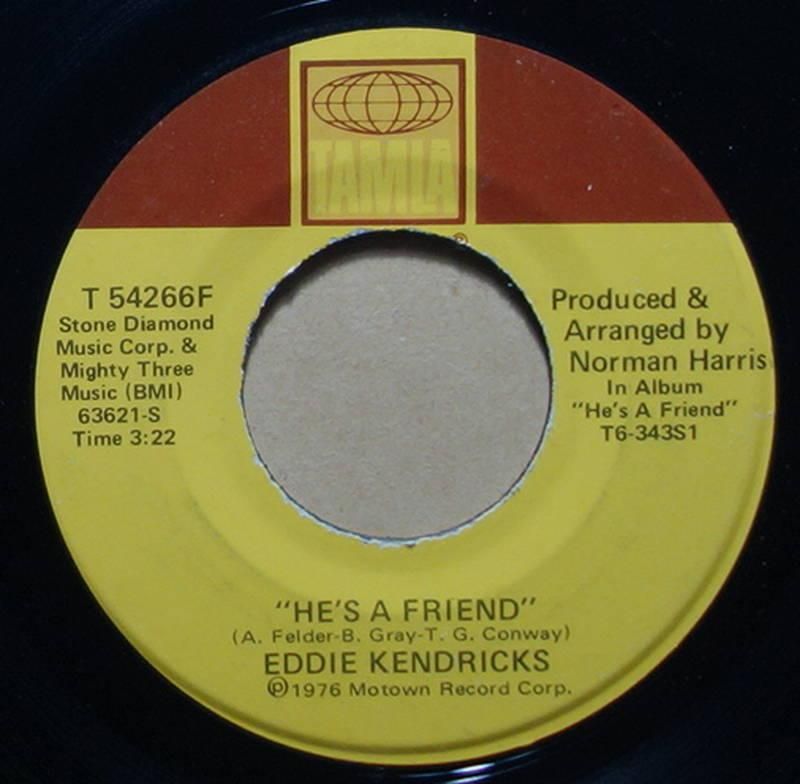 TAMLA
®
T 54266F
Stone Diamond
Music Corp. &
Mighty Three
Music (BMI)
63621-S
Time 3:22
Produced &
Arranged by
Norman Harris
In Album
"He's A Friend"
T6-343S1
"HE'S A FRIEND"
(A. Felder-B. Gray-T. G. Conway)
EDDIE KENDRICKS
℗1976 Motown Record Corp.